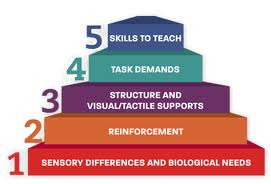 5 SKILLS TO TEACH
4 TASK DEMANDS
3 STRUCTURE AND
VISUAL/TACTILE SUPPORTS
2 REINFORCEMENT
1 SENSORY DIFFERENCES AND BIOLOGICAL NEEDS